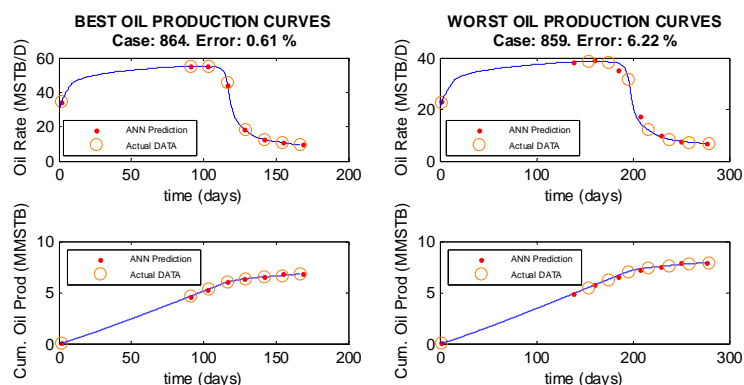 BEST OIL PRODUCTION CURVES
Case: 864. Error: 0.61 %
Oil Rate (MSTB/D)
60
40
20
0
ANN Prediction
Actual DATA
0 50 100 150 200
time (days)
WORST OIL PRODUCTION CURVES
Case: 859. Error: 6.22 %
Oil Rate (MSTB/D)
40
20
0
ANN Prediction
Actual DATA
0 100 200 300
time (days)
Cum. Oil Prod (MMSTB)
10
5
0
ANN Prediction
Actual DATA
0 50 100 150 200
time (days)
Cum. Oil Prod (MMSTB)
10
5
0
ANN Prediction
Actual DATA
0 100 200 300
time (days)